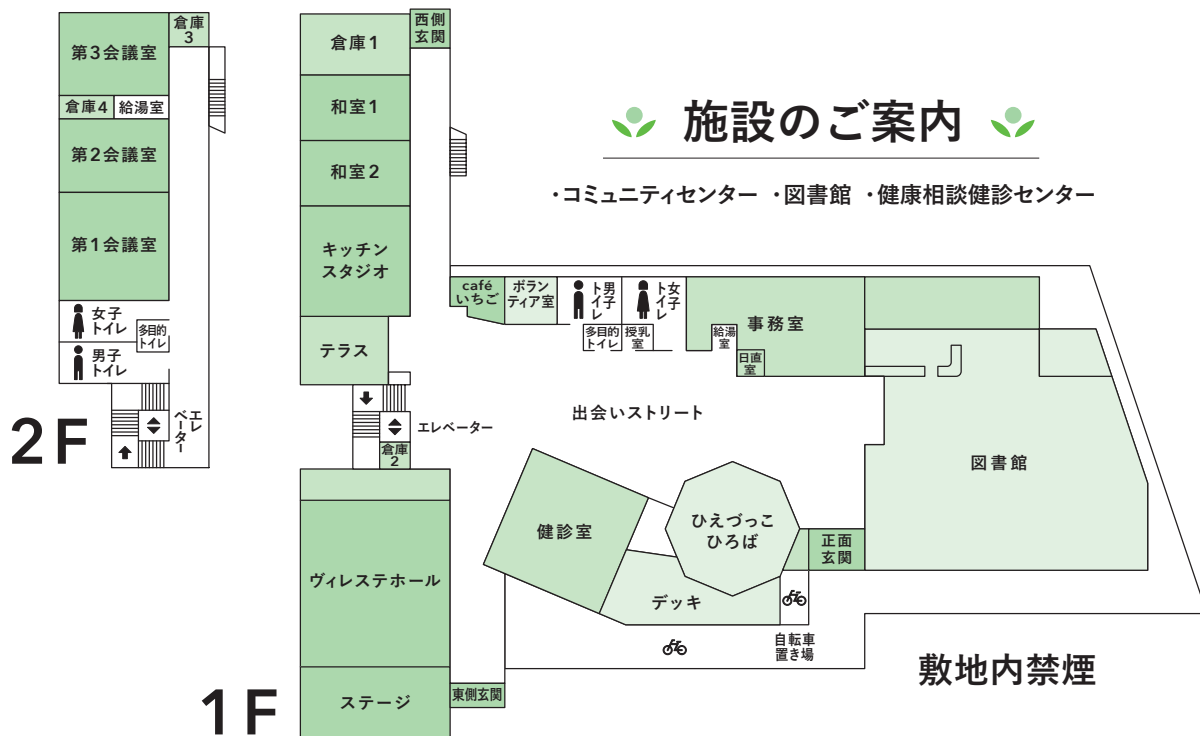 施設のご案内
・コミュニティセンター ・図書館 ・健康相談健診センター
2F
第3会議室
倉庫
3
倉庫4
給湯室
第2会議室
第1会議室
女子
トイレ
多目的
トイレ
男子
トイレ
エレ
ベーター
1F
倉庫1
西側
玄関
和室1
和室2
キッチン
スタジオ
テラス
café
いちご
ボラン
ティア室
男子
トイレ
女子
トイレ
多目的
トイレ
授乳
室
給湯
室
事務室
日直
室
出会いストリート
エレベーター
倉庫
2
図書館
健診室
ひえづっこ
ひろば
正面
玄関
ヴィレステホール
デッキ
自転車
置き場
ステージ
東側玄関
敷地内禁煙